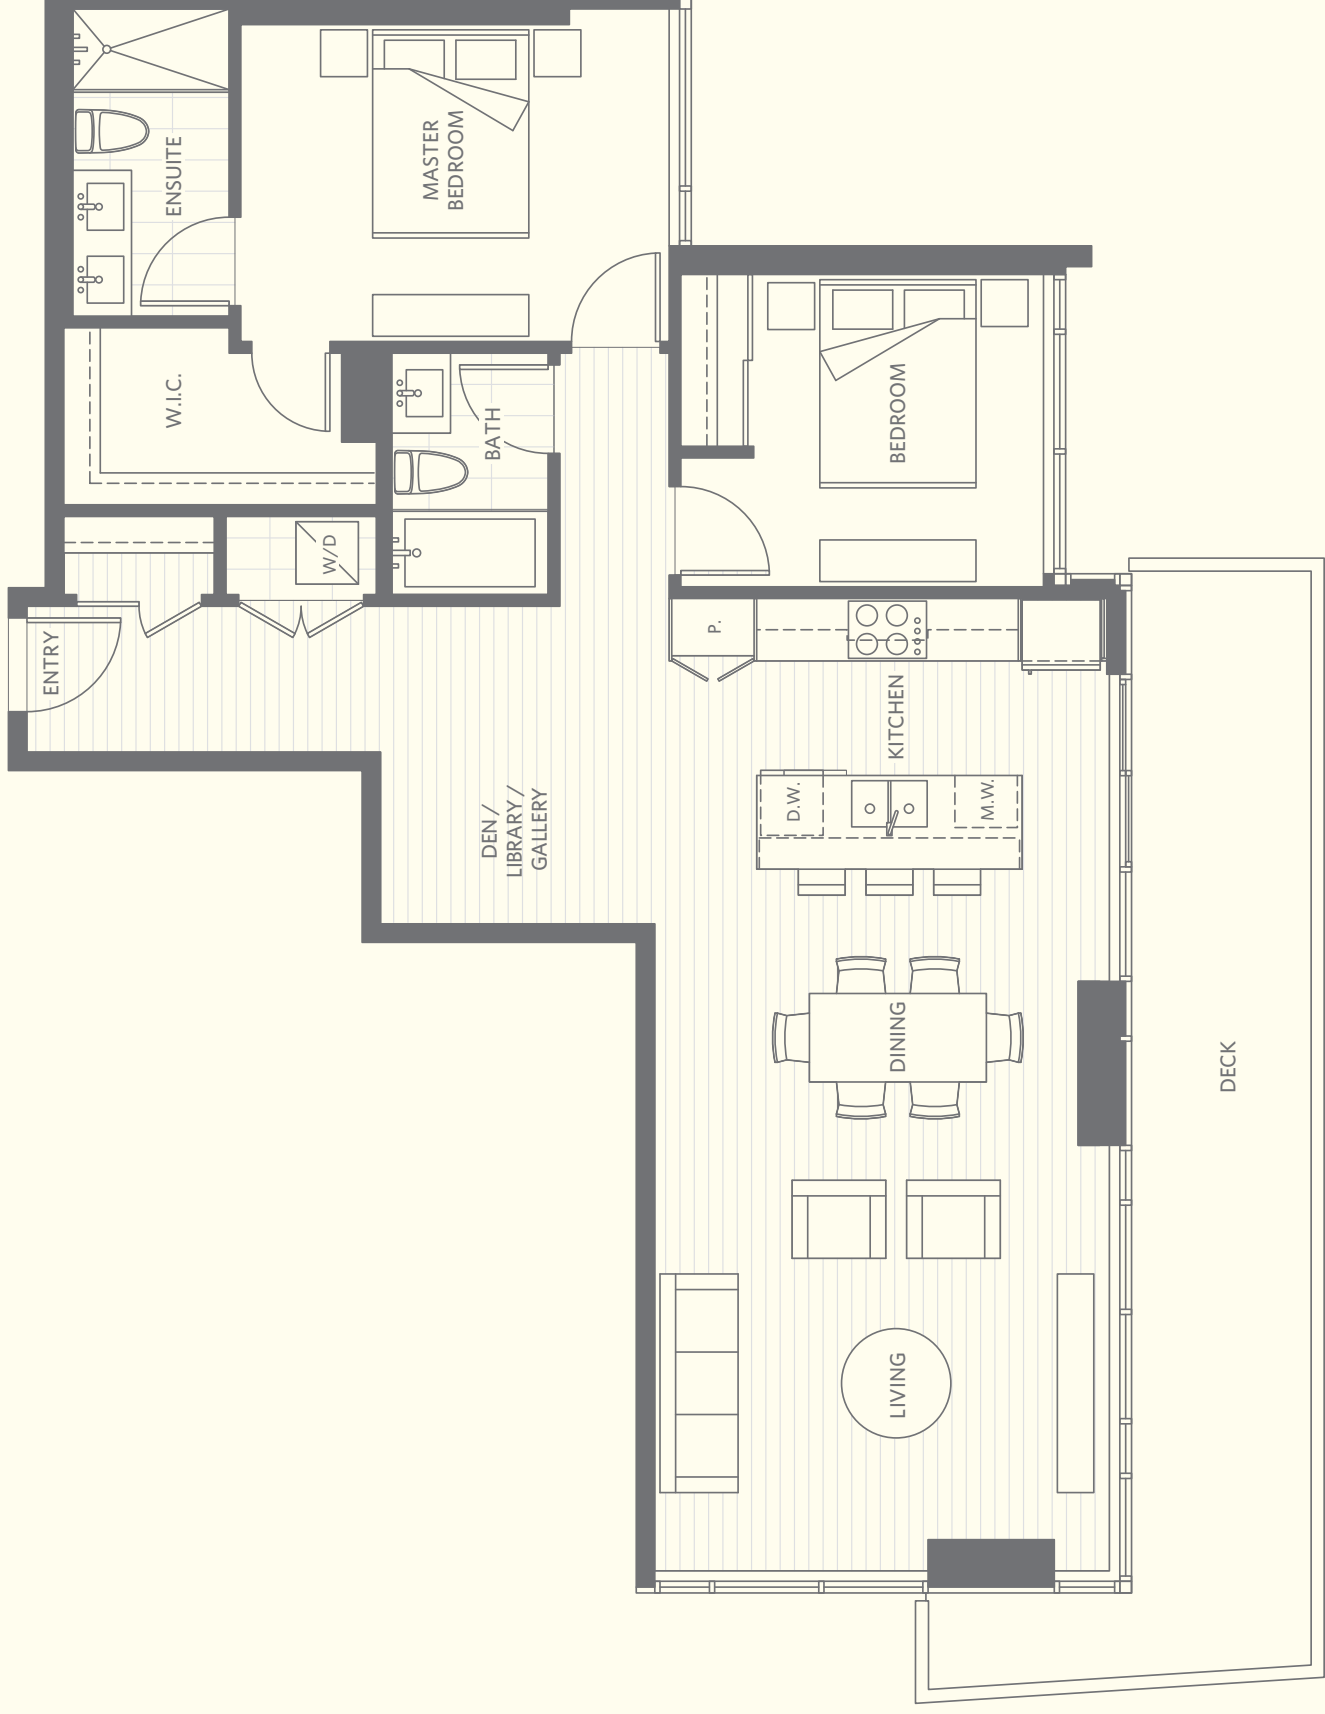 ENSUITE
MASTER
BEDROOM
W.I.C.
BATH
BEDROOM
W/D
ENTRY
P.
KITCHEN
D.W.
M.W.
DEN /
LIBRARY /
GALLERY
DINING
DECK
LIVING